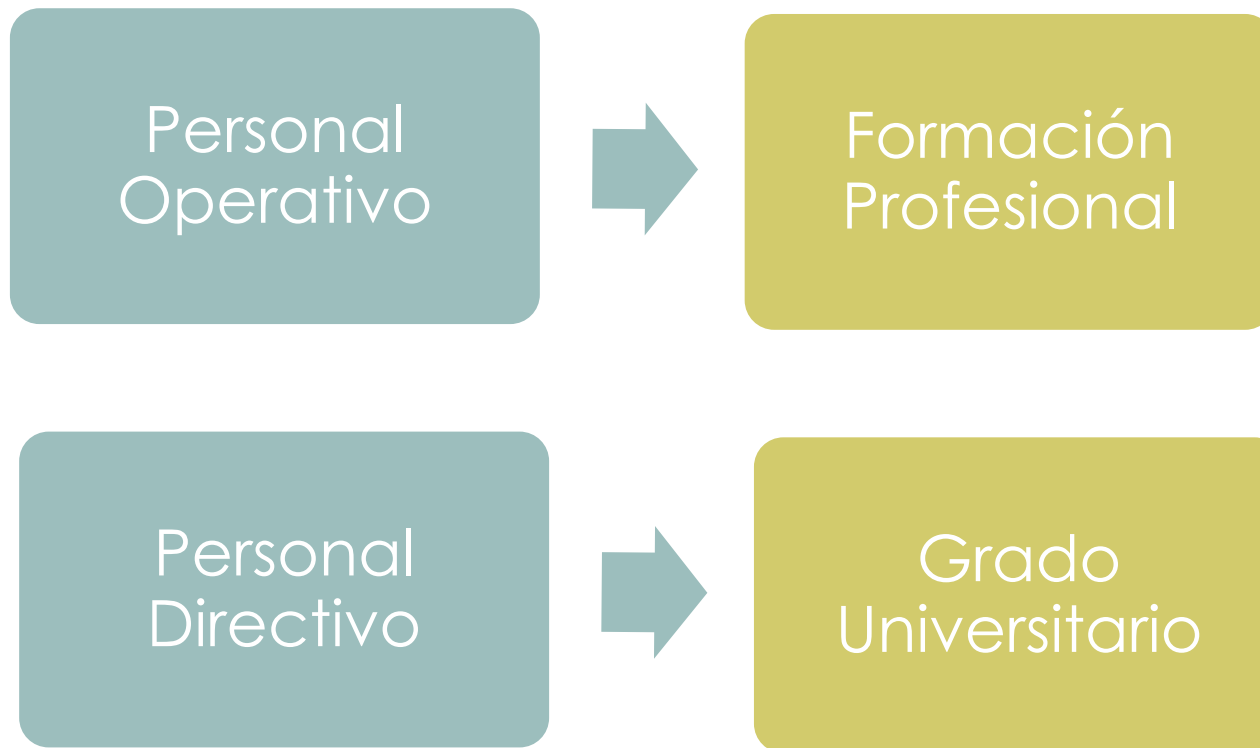 Personal
Operativo
Formación
Profesional
Personal
Directivo
Grado
Universitario